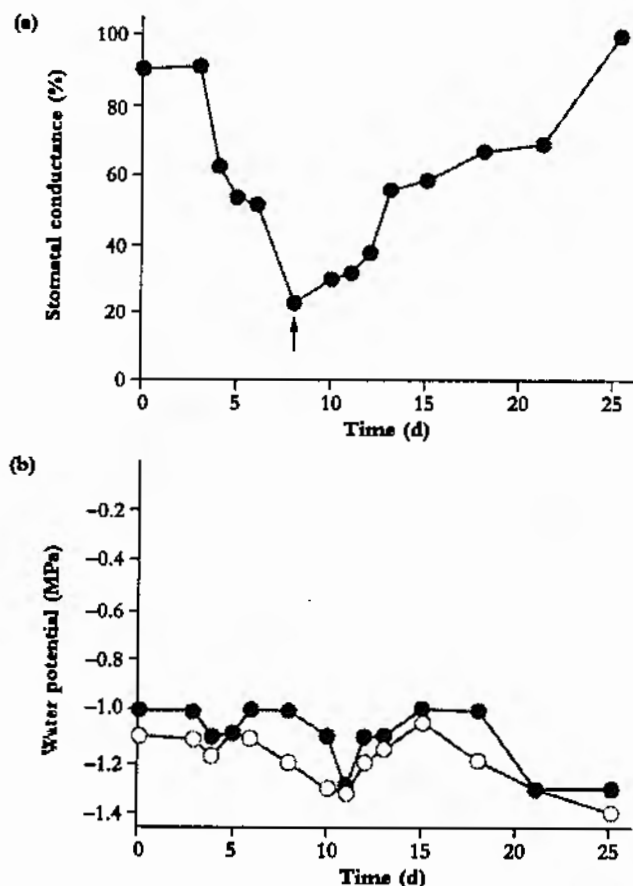 (a)
Stomatal conductance (%)
100
80
60
40
20
0
0 5 10 15 20 25
Time (d)
(b)
Water potential (MPa)
−0.2
−0.4
−0.6
−0.8
−1.0
−1.2
−1.4
0 5 10 15 20 25
Time (d)